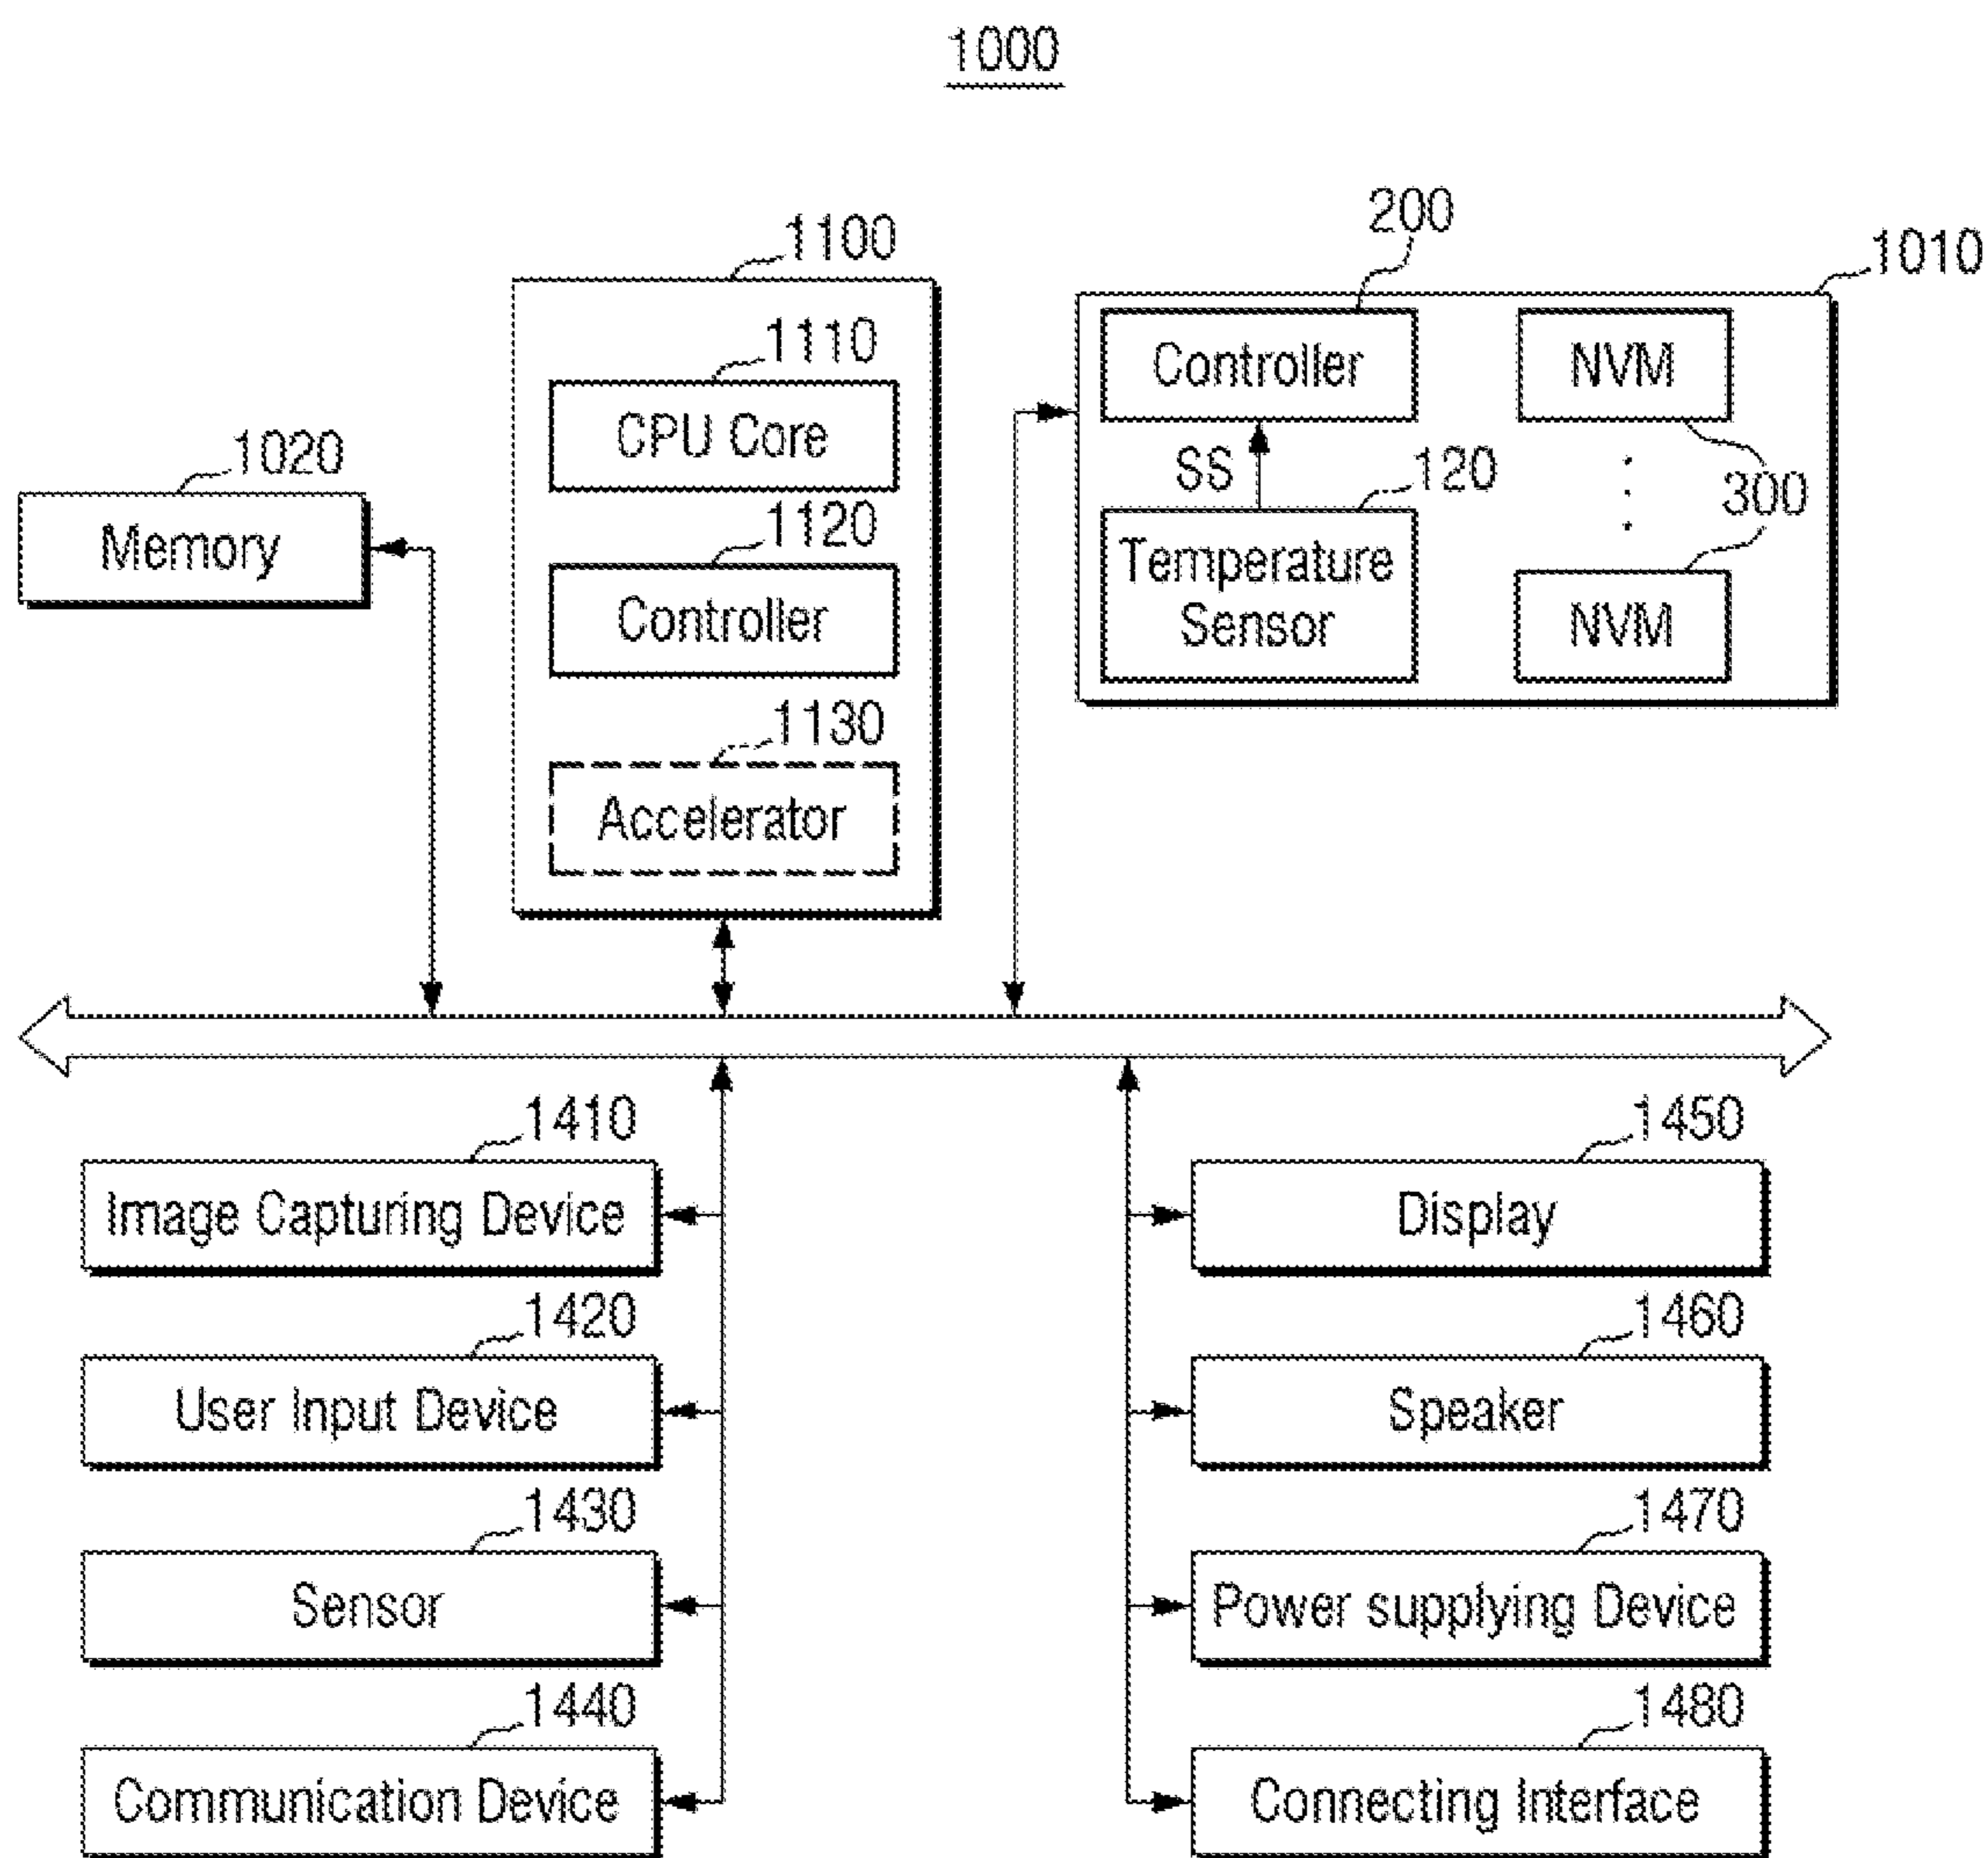 1000
200
1010
1100
Controller
NVM
1110
CPU Core
SS
120
300
1020
Memory
1120
Controller
Temperature
Sensor
NVM
1130
Accelerator
1410
Image Capturing Device
1450
Display
1420
User Input Device
1460
Speaker
1430
Sensor
1470
Power supplying Device
1440
Communication Device
1480
Connecting Interface